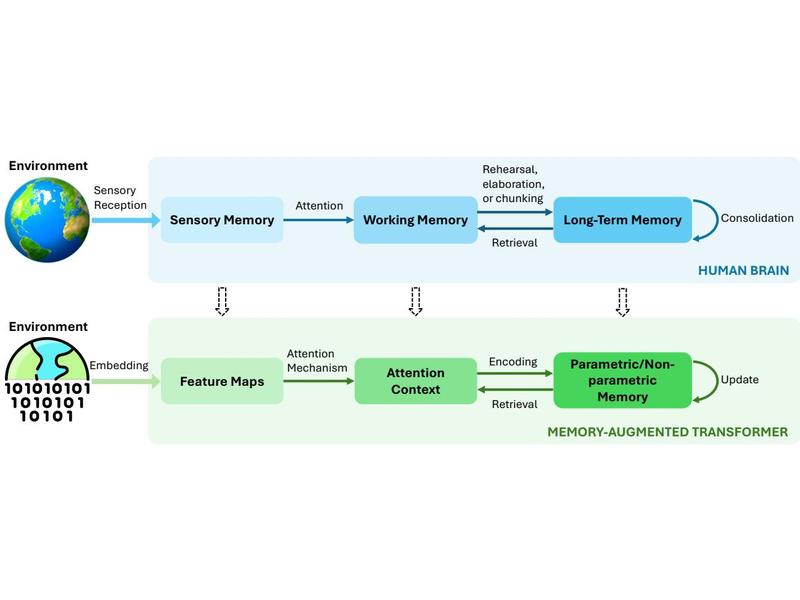 Environment
Sensory
Reception
Sensory Memory
Attention
Working Memory
Rehearsal,
elaboration,
or chunking
Retrieval
Long-Term Memory
Consolidation
HUMAN BRAIN
Environment
101010101
1010101
10101
Embedding
Feature Maps
Attention
Mechanism
Attention
Context
Encoding
Retrieval
Parametric/Non-
parametric
Memory
Update
MEMORY-AUGMENTED TRANSFORMER